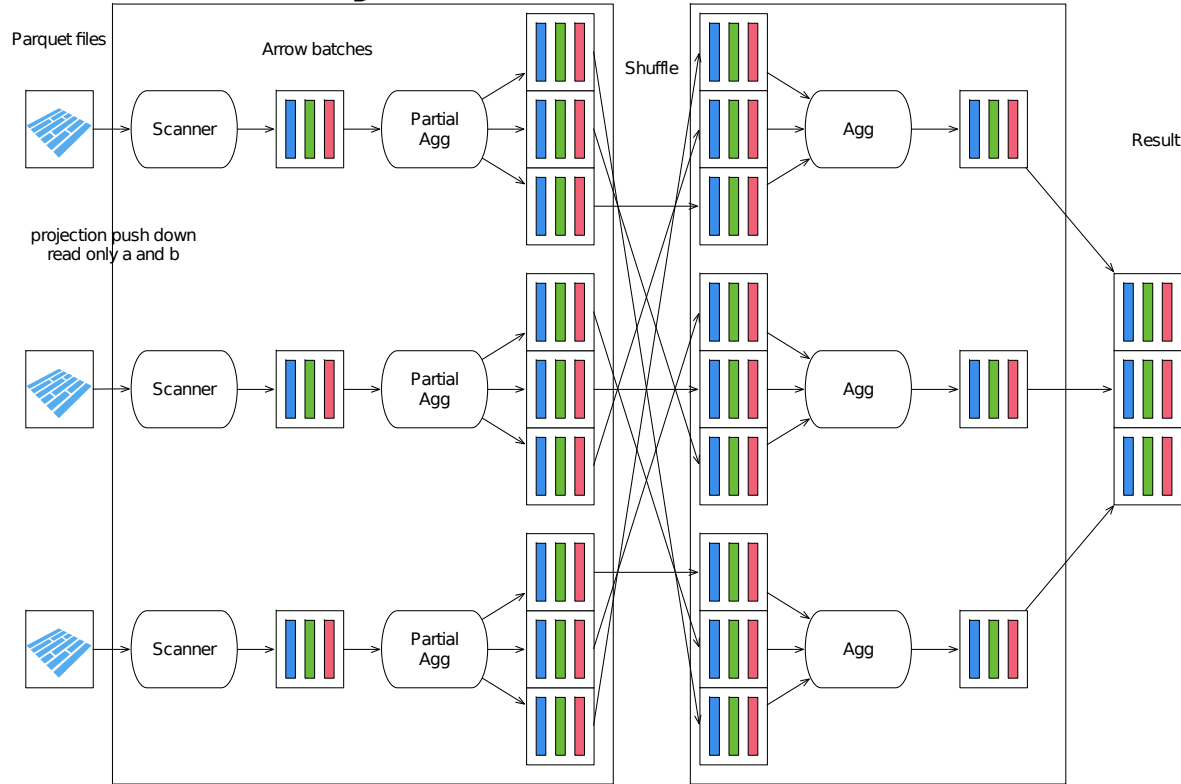 Parquet files
Arrow batches
Shuffle
Scanner
Partial
Agg
Agg
Result
projection push down
read only a and b
Scanner
Partial
Agg
Agg
Scanner
Partial
Agg
Agg